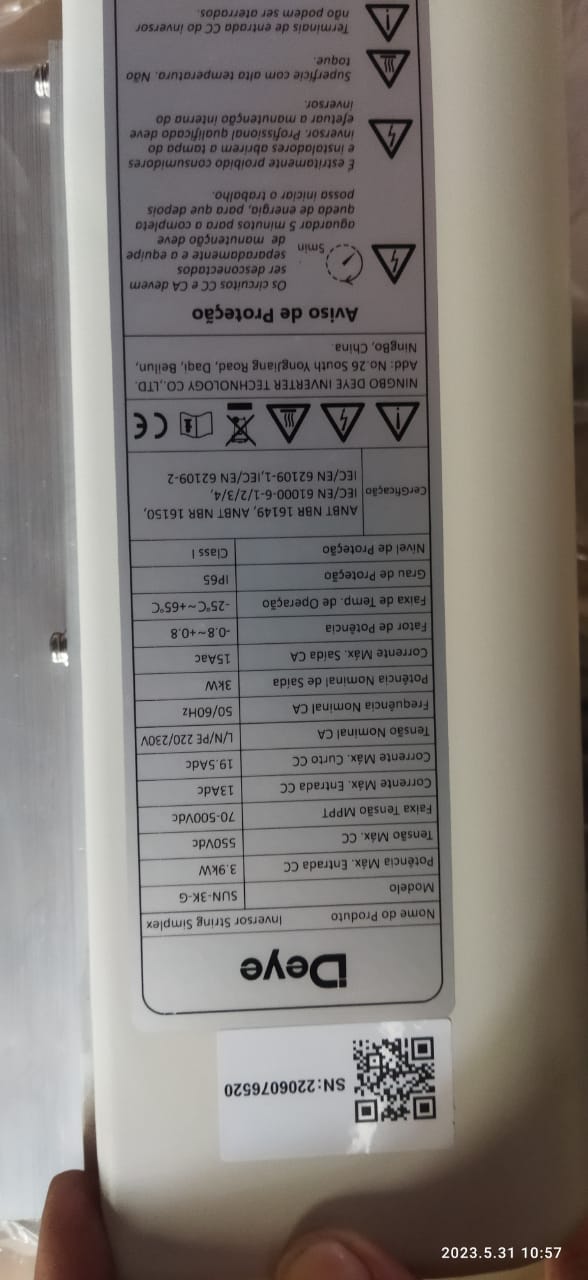 2023.5.31 10:57
SN:2206076520
Deye
Nome do Produto Inversor String Simplex
Modelo SUN-3K-G
Potência Máx. Entrada CC 3.9kW
Tensão Máx. CC 550Vdc
Faixa Tensão MPPT 70-500Vdc
Corrente Máx. Entrada CC 13Adc
Corrente Máx. Curto CC 19.5Adc
Tensão Nominal CA L/N/PE 220/230V
Frequência Nominal CA 50/60Hz
Potência Nominal de Saída 3kW
Corrente Máx. Saída CA 15Aac
Fator de Potência -0.8~+0.8
Faixa de Temp. de Operação -25℃~+65℃
Grau de Proteção IP65
Nível de Proteção Class I
CerGficação
ANBT NBR 16149, ANBT NBR 16150,
IEC/EN 61000-6-1/2/3/4,
IEC/EN 62109-1,IEC/EN 62109-2
CE
NINGBO DEYE INVERTER TECHNOLOGY CO.,LTD.
Add: No.26 South YongJiang Road, Daqi, Beilun,
NingBo, China.
Aviso de Proteção
5min
Os circuitos CC e CA devem
ser desconectados
separadamente e a equipe
de manutenção deve
aguardar 5 minutos para a completa
queda de energia, para que depois
possa iniciar o trabalho.
É estritamente proibido consumidores
e instaladores abrirem a tampa do
inversor. Profissional qualificado deve
efetuar a manutenção interna do
inversor.
Superfície com alta temperatura. Não
toque.
Terminais de entrada CC do inversor
não podem ser aterrados.